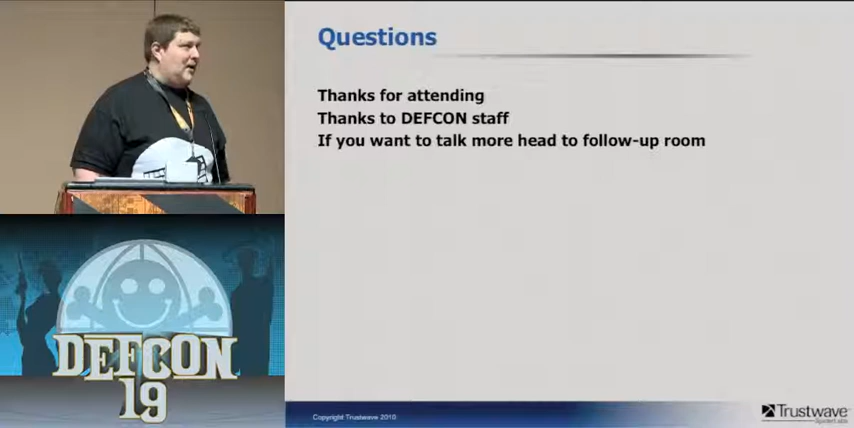 Questions
Thanks for attending
Thanks to DEFCON staff
If you want to talk more head to follow-up room
DEFCON
19
Copyright Trustwave 2010
Trustwave
SpiderLabs